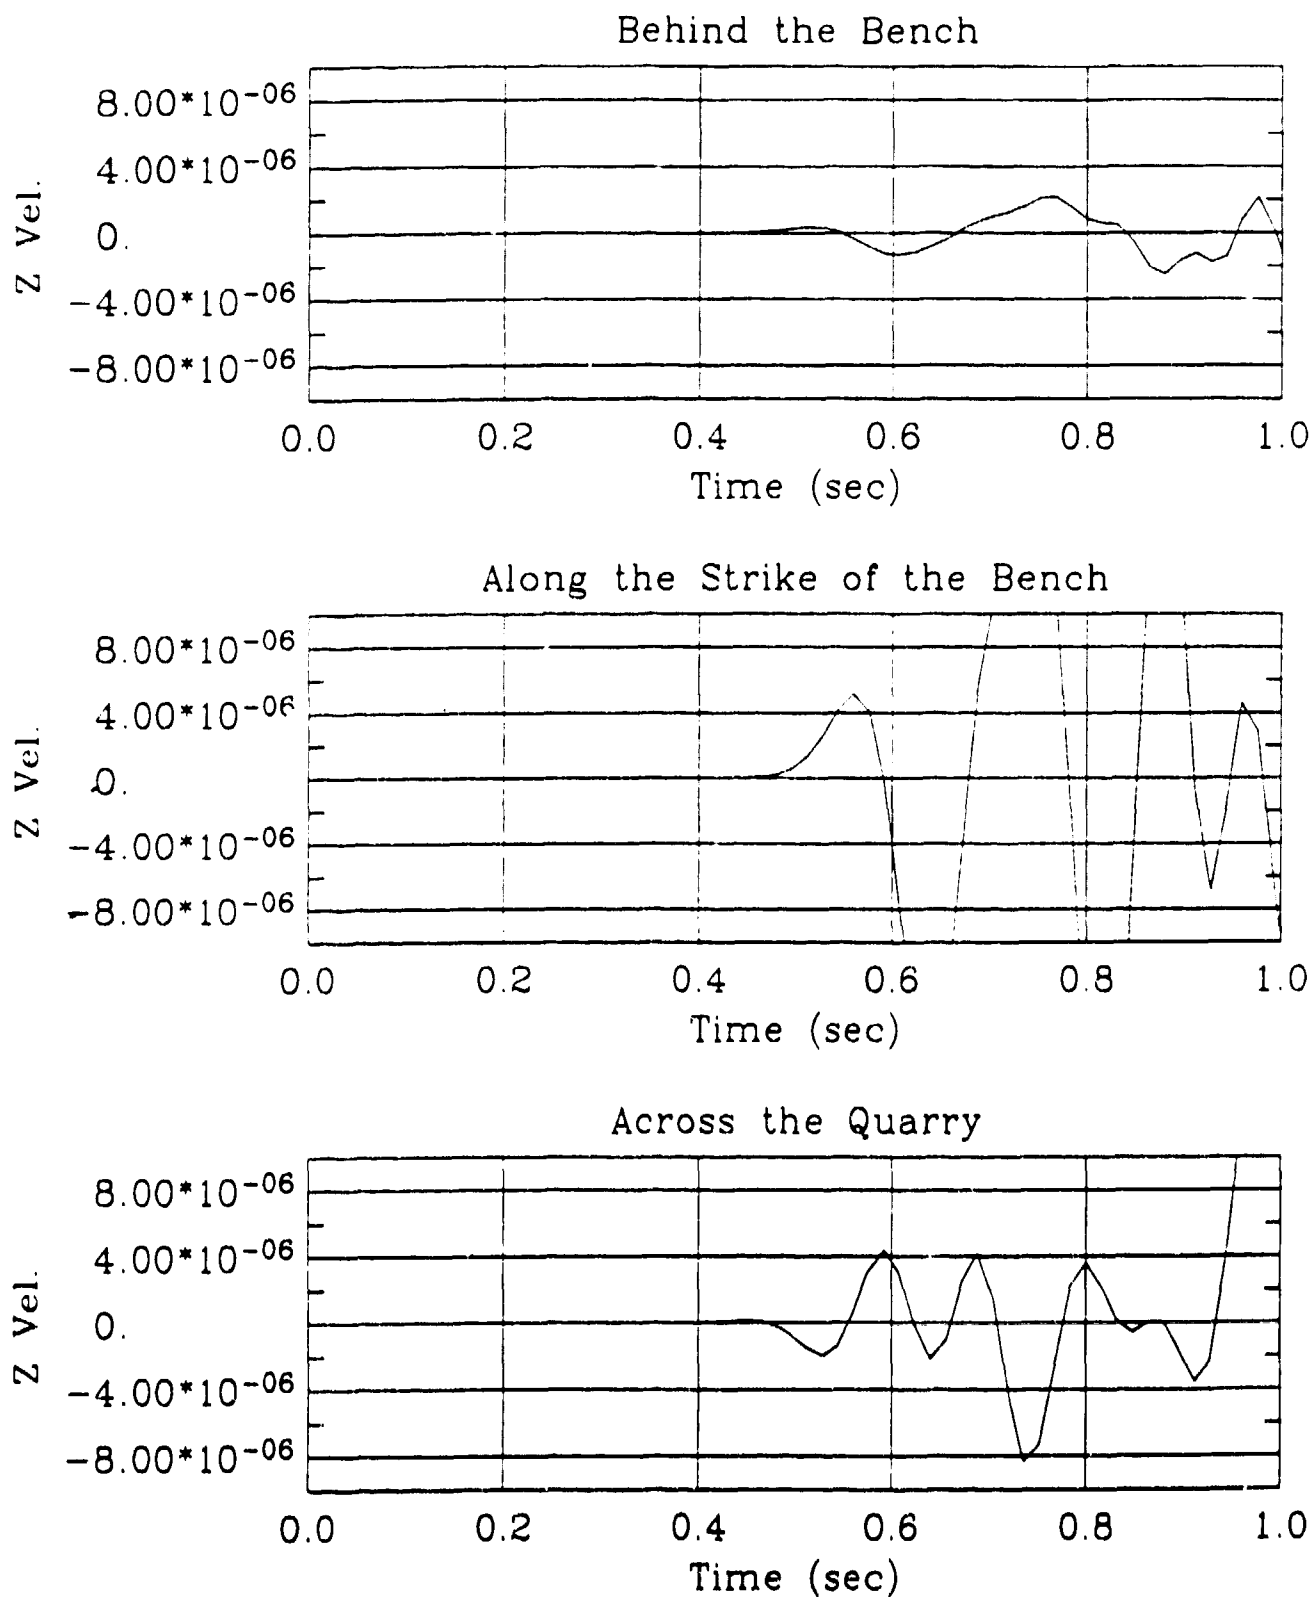 Behind the Bench
8.00*10-06
4.00*10-06
0.
-4.00*10-06
-8.00*10-06
Z Vel.
0.0 0.2 0.4 0.6 0.8 1.0
Time (sec)
Along the Strike of the Bench
8.00*10-06
4.00*10-06
0.
-4.00*10-06
-8.00*10-06
Z Vel.
0.0 0.2 0.4 0.6 0.8 1.0
Time (sec)
Across the Quarry
8.00*10-06
4.00*10-06
0.
-4.00*10-06
-8.00*10-06
Z Vel.
0.0 0.2 0.4 0.6 0.8 1.0
Time (sec)